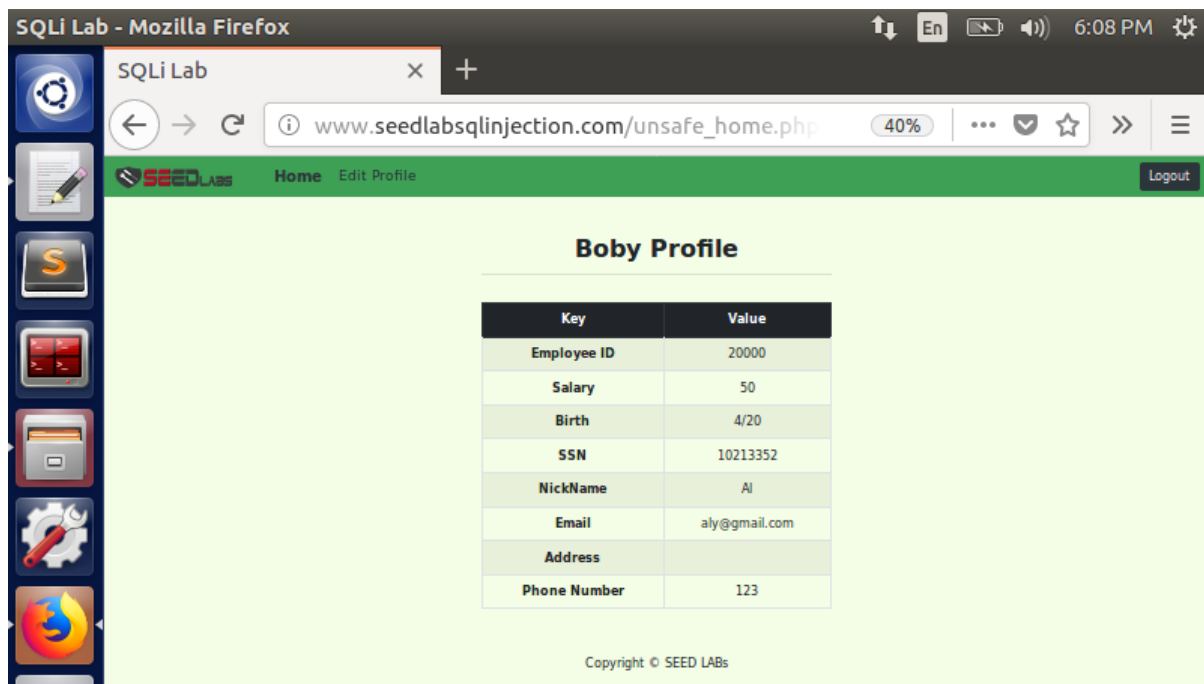 SQLi Lab - Mozilla Firefox En 6:08 PM
SQLi Lab
www.seedlabsqlinjection.com/unsafe_home.php 40%
SEEDLABS Home Edit Profile Logout
Boby Profile
Key Value
Employee ID 20000
Salary 50
Birth 4/20
SSN 10213352
NickName Al
Email aly@gmail.com
Address
Phone Number 123
Copyright © SEED LABs